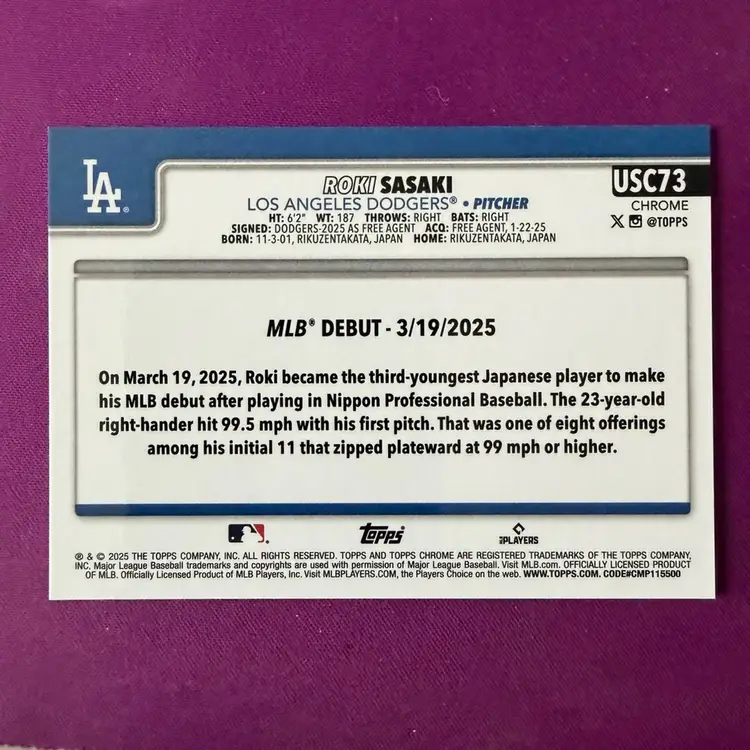 LA
ROKI SASAKI
USC73
LOS ANGELES DODGERS® • PITCHER
CHROME
HT: 6'2" WT: 187 THROWS: RIGHT BATS: RIGHT
@TOPPS
SIGNED: DODGERS-2025 AS FREE AGENT ACQ: FREE AGENT, 1-22-25
BORN: 11-3-01, RIKUZENTAKATA, JAPAN HOME: RIKUZENTAKATA, JAPAN
MLB® DEBUT - 3/19/2025
On March 19, 2025, Roki became the third-youngest Japanese player to make
his MLB debut after playing in Nippon Professional Baseball. The 23-year-old
right-hander hit 99.5 mph with his first pitch. That was one of eight offerings
among his initial 11 that zipped plateward at 99 mph or higher.
Topps
PLAYERS
® & © 2025 THE TOPPS COMPANY, INC. ALL RIGHTS RESERVED. TOPPS AND TOPPS CHROME ARE REGISTERED TRADEMARKS OF THE TOPPS COMPANY,
INC. Major League Baseball trademarks and copyrights are used with permission of Major League Baseball. Visit MLB.com. OFFICIALLY LICENSED PRODUCT
OF MLB. Officially Licensed Product of MLB Players, Inc. Visit MLBPLAYERS.COM, the Players Choice on the web. WWW.TOPPS.COM. CODE#CMP115500